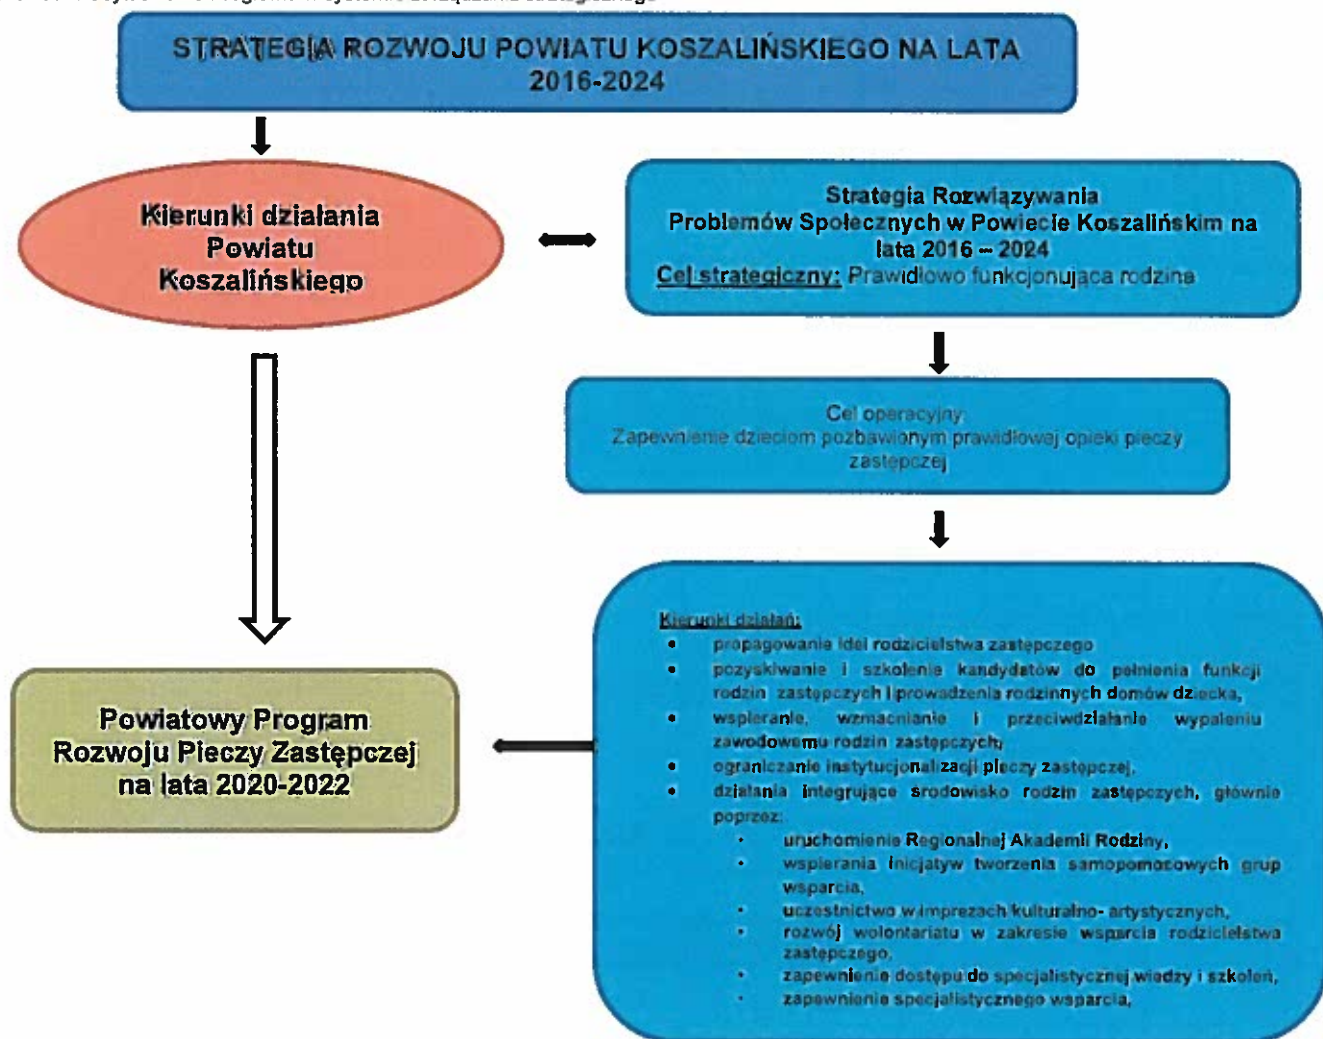 STRATEGIA ROZWOJU POWIATU KOSZALIŃSKIEGO NA LATA
2016-2024
Kierunki działania
Powiatu
Koszalińskiego
Strategia Rozwiązywania
Problemów Społecznych w Powiecie Koszalińskim na
lata 2016 – 2024
Cel strategiczny: Prawidłowo funkcjonująca rodzina
Cel operacyjny
Zapewnienie dzieciom pozbawionym prawidłowej opieki pieczy
zastępczej
Kierunki działań:
• propagowanie idei rodzicielstwa zastępczego
• pozyskiwanie i szkolenie kandydatów do pełnienia funkcji
rodzin zastępczych i prowadzenia rodzinnych domów dziecka,
• wspieranie, wzmacnianie i przeciwdziałanie wypaleniu
zawodowemu rodzin zastępczych,
• ograniczanie instytucjonalizacji pieczy zastępczej,
• działania integrujące środowisko rodzin zastępczych, głównie
poprzez:
• uruchomienie Regionalnej Akademii Rodziny,
• wspierania inicjatyw tworzenia samopomocowych grup
wsparcia,
• uczestnictwo w imprezach kulturalno- artystycznych,
• rozwój wolontariatu w zakresie wsparcia rodzicielstwa
zastępczego,
• zapewnienie dostępu do specjalistycznej wiedzy i szkoleń,
• zapewnienie specjalistycznego wsparcia,
Powiatowy Program
Rozwoju Pieczy Zastępczej
na lata 2020-2022